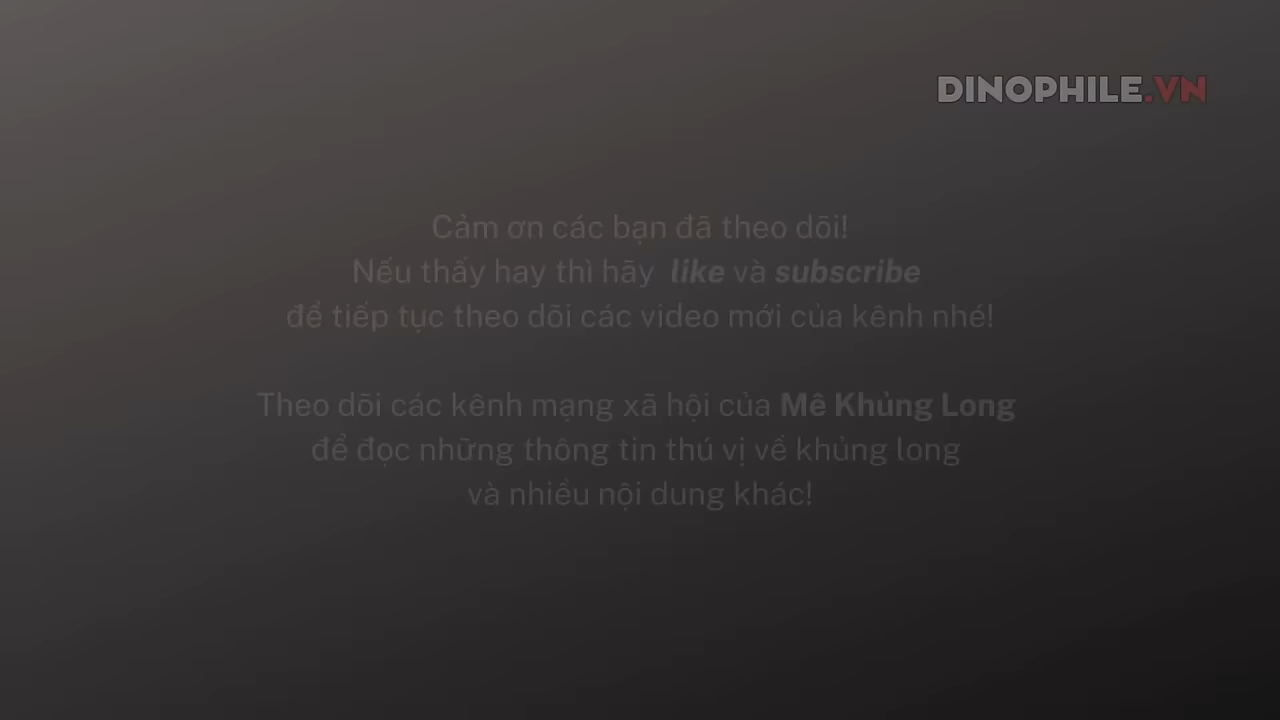 DINOPHILE.VN
Cảm ơn các bạn đã theo dõi!
Nếu thấy hay thì hãy like và subscribe
để tiếp tục theo dõi các video mới của kênh nhé!
Theo dõi các kênh mạng xã hội của Mê Khủng Long
để đọc những thông tin thú vị về khủng long
và nhiều nội dung khác!